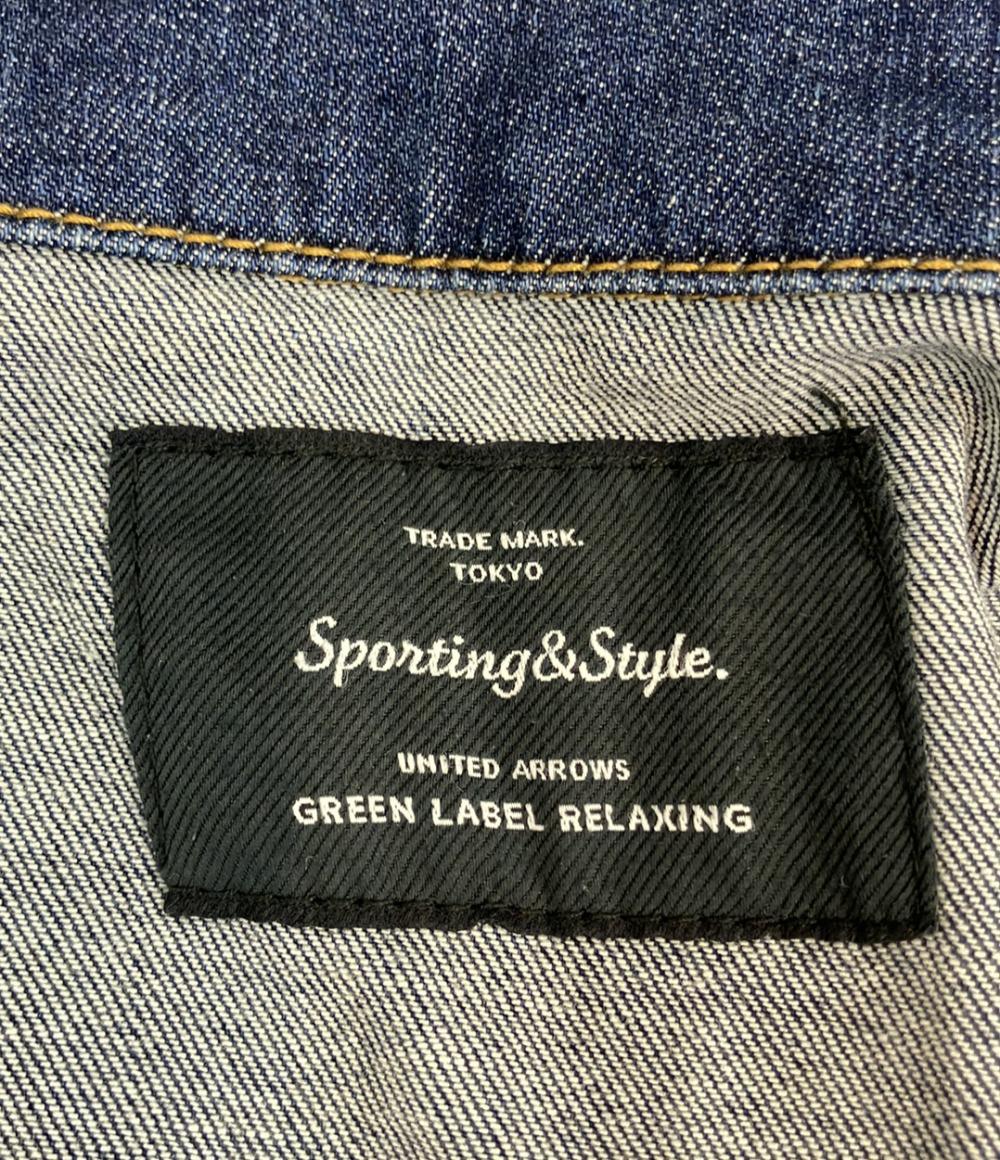 TRADE MARK.
TOKYO
Sporting&Style.
UNITED ARROWS
GREEN LABEL RELAXING